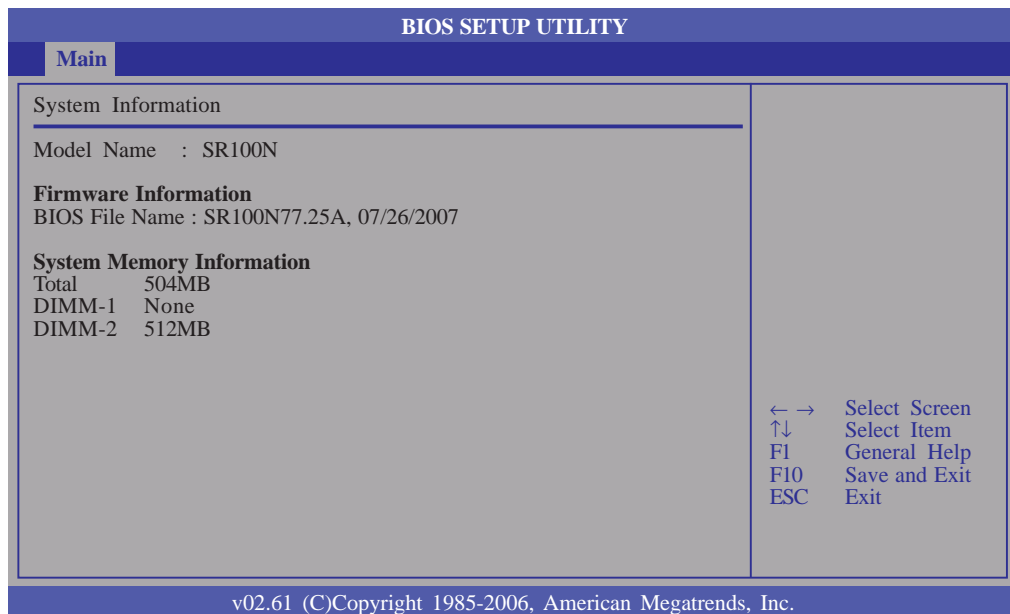 BIOS SETUP UTILITY
Main
System Information
Model Name : SR100N
Firmware Information
BIOS File Name : SR100N77.25A, 07/26/2007
System Memory Information
Total 504MB
DIMM-1 None
DIMM-2 512MB
← → Select Screen
↑↓ Select Item
F1 General Help
F10 Save and Exit
ESC Exit
v02.61 (C)Copyright 1985-2006, American Megatrends, Inc.